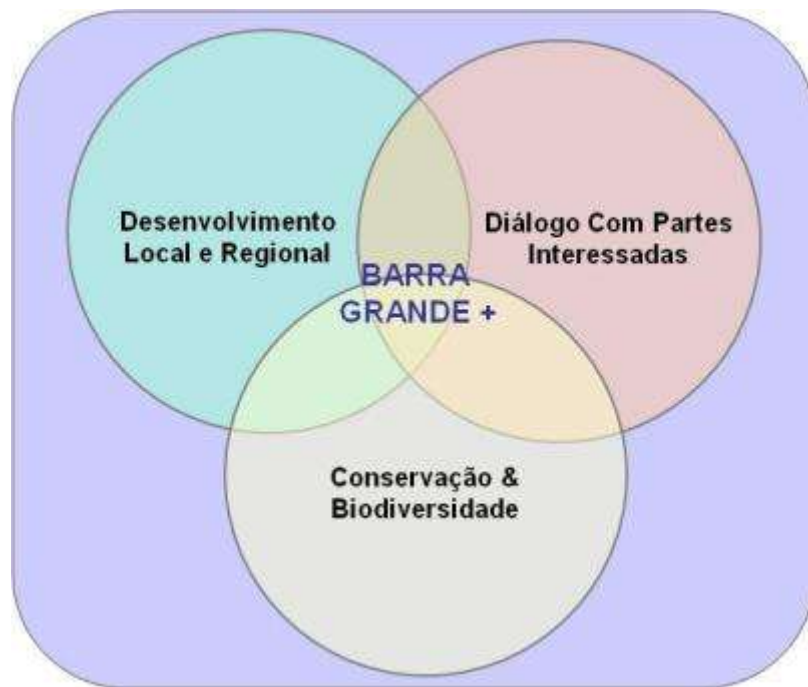 Desenvolvimento
Local e Regional
Diálogo Com Partes
Interessadas
BARRA
GRANDE +
Conservação &
Biodiversidade